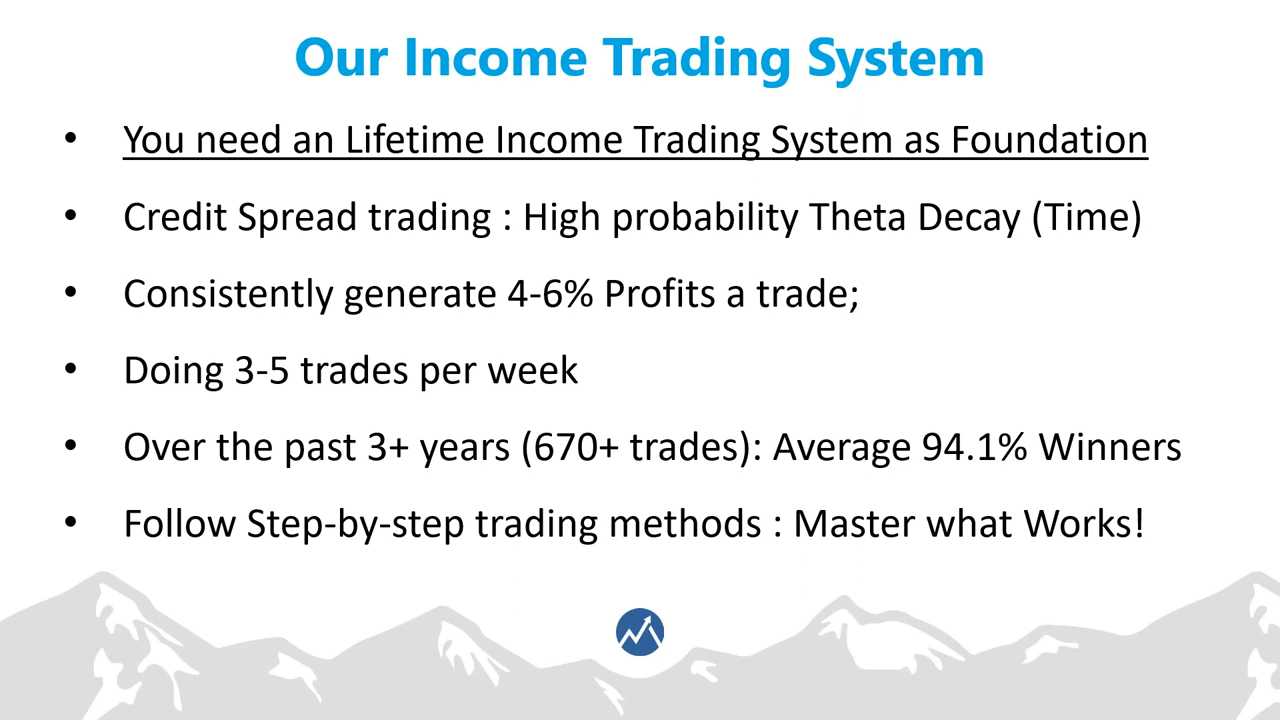 Our Income Trading System
• You need an Lifetime Income Trading System as Foundation
• Credit Spread trading : High probability Theta Decay (Time)
• Consistently generate 4-6% Profits a trade;
• Doing 3-5 trades per week
• Over the past 3+ years (670+ trades): Average 94.1% Winners
• Follow Step-by-step trading methods : Master what Works!